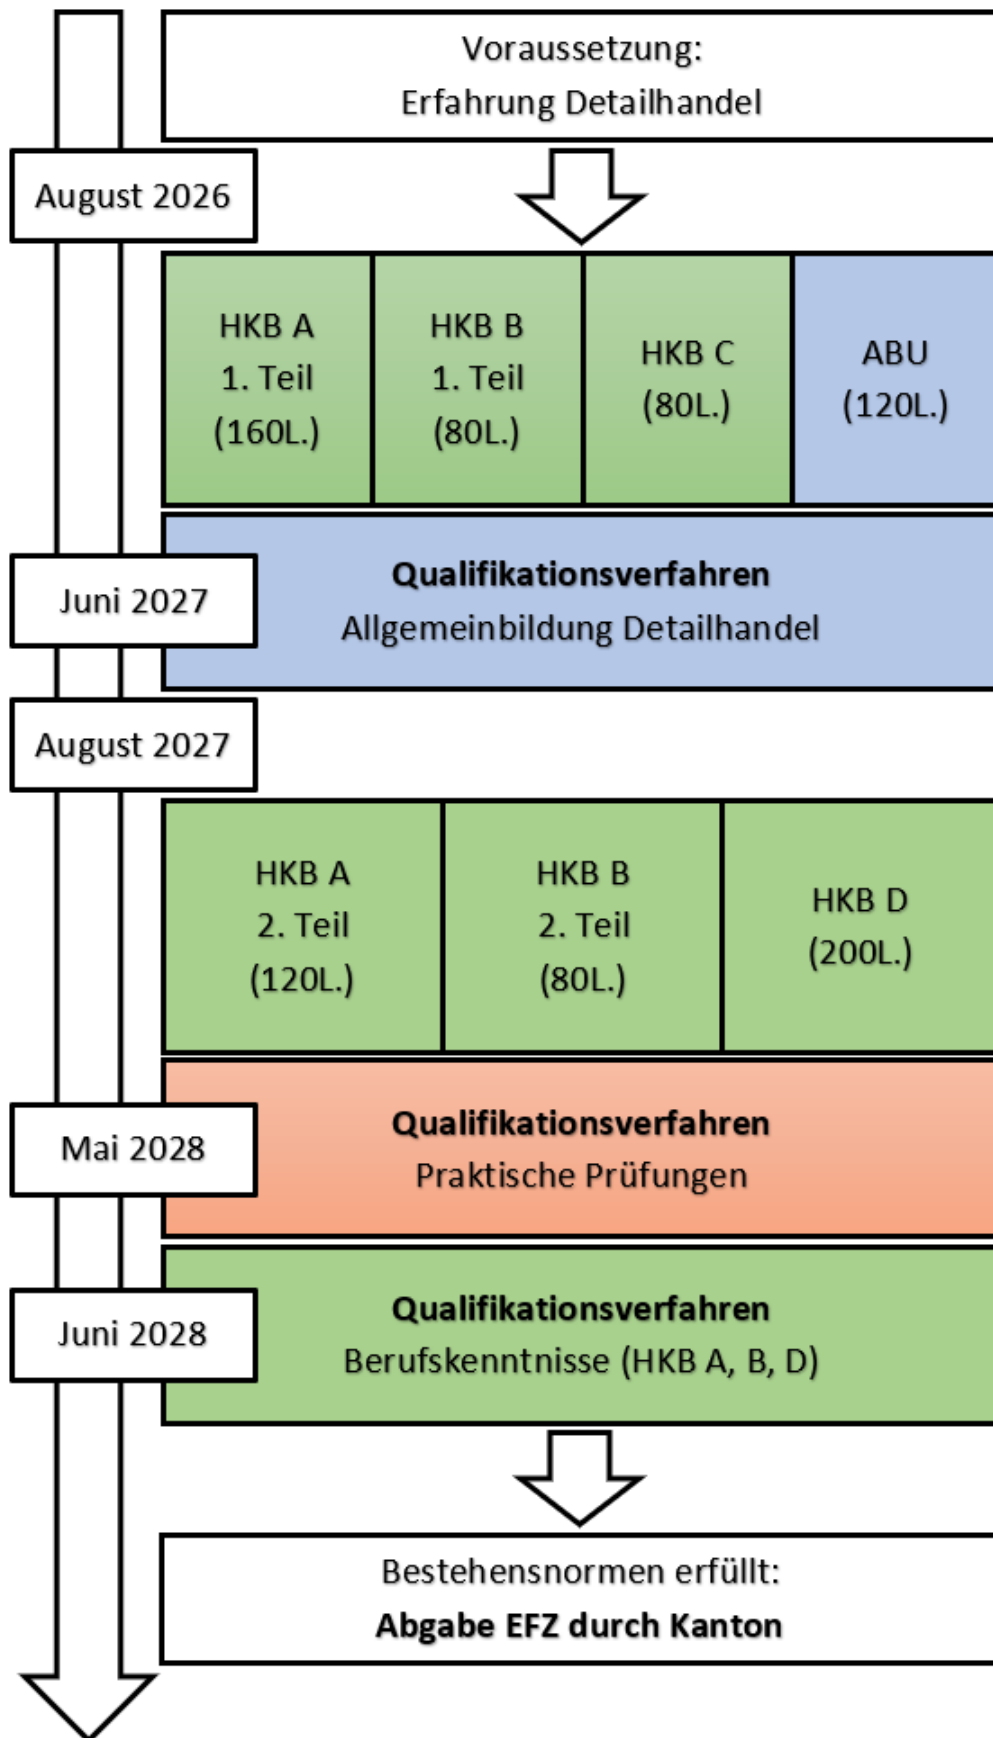 Voraussetzung:
Erfahrung Detailhandel
August 2026
HKB A
1. Teil
(160L.)
HKB B
1. Teil
(80L.)
HKB C
(80L.)
ABU
(120L.)
Juni 2027
Qualifikationsverfahren
Allgemeinbildung Detailhandel
August 2027
HKB A
2. Teil
(120L.)
HKB B
2. Teil
(80L.)
HKB D
(200L.)
Mai 2028
Qualifikationsverfahren
Praktische Prüfungen
Juni 2028
Qualifikationsverfahren
Berufskenntnisse (HKB A, B, D)
Bestehensnormen erfüllt:
Abgabe EFZ durch Kanton